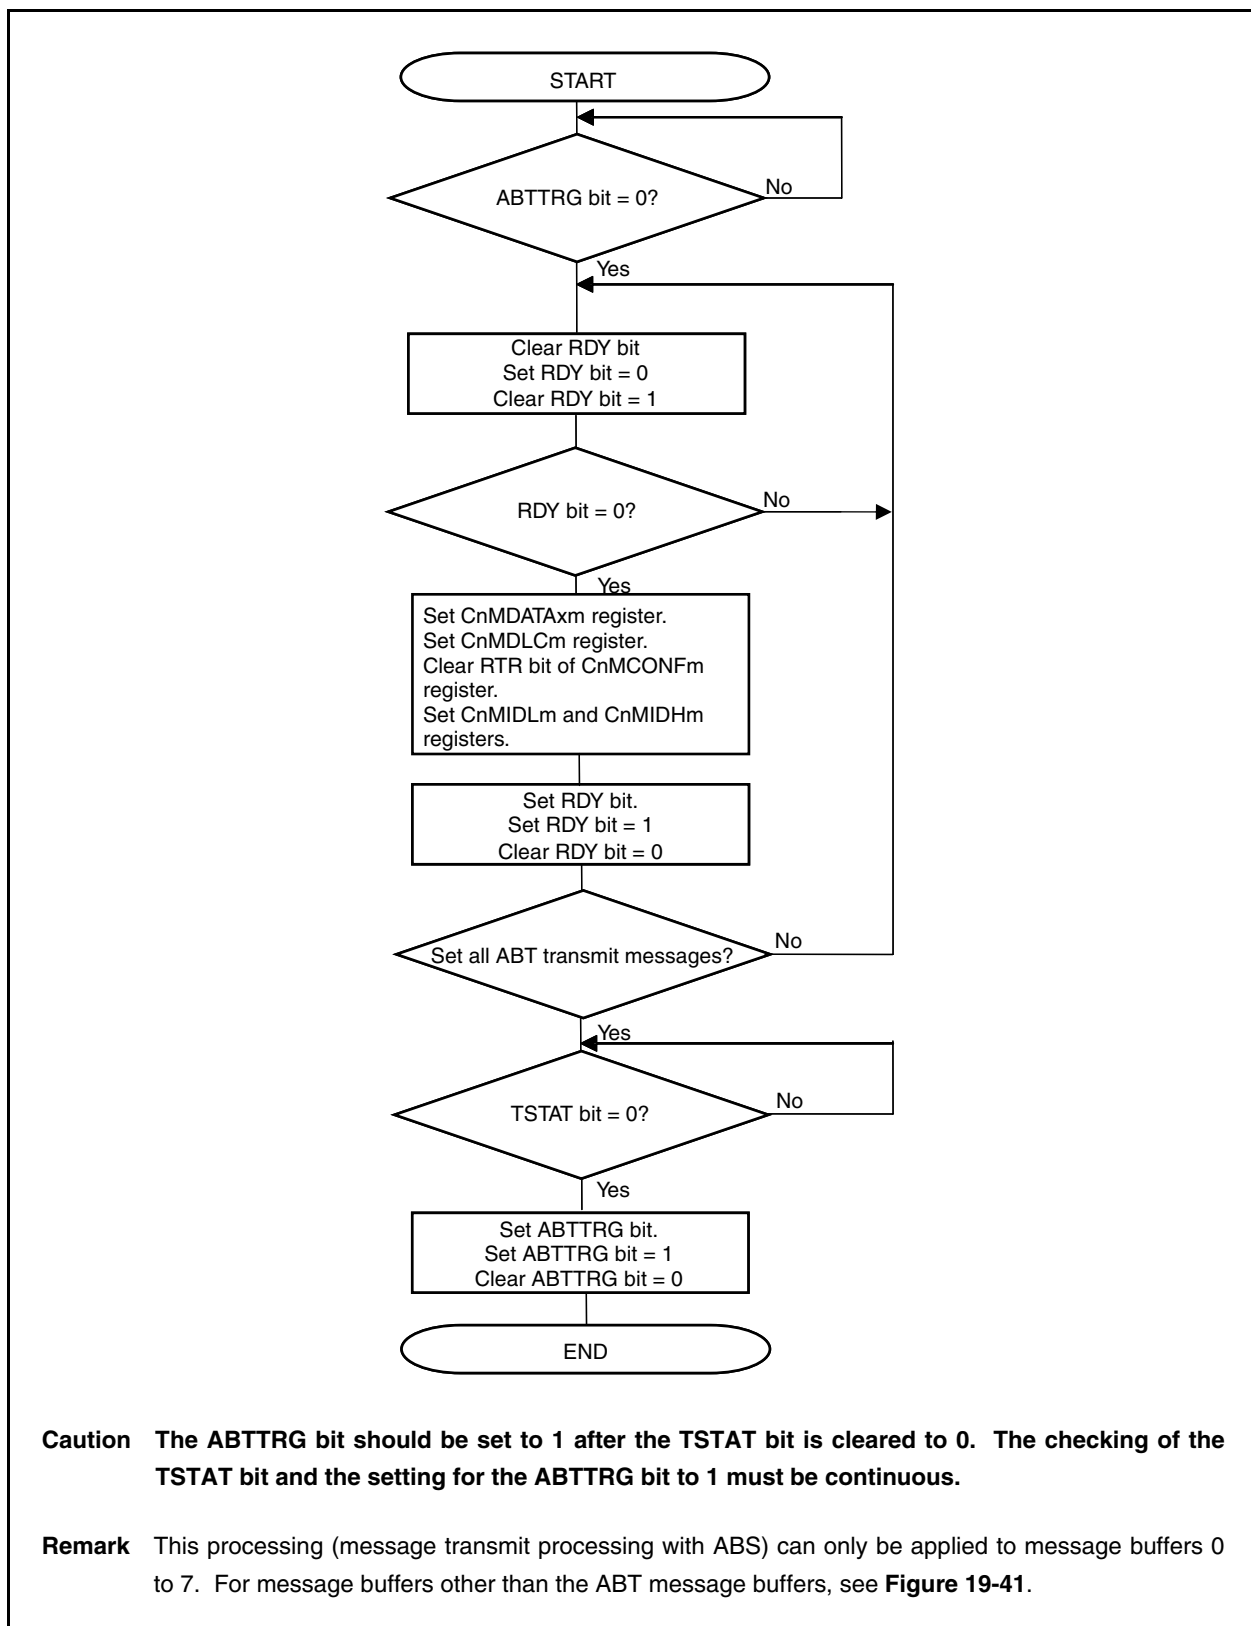 START
ABTTRG bit = 0?
No
Yes
Clear RDY bit
Set RDY bit = 0
Clear RDY bit = 1
RDY bit = 0?
No
Yes
Set CnMDATAxm register.
Set CnMDLCm register.
Clear RTR bit of CnMCONFm
register.
Set CnMIDLm and CnMIDHm
registers.
Set RDY bit.
Set RDY bit = 1
Clear RDY bit = 0
Set all ABT transmit messages?
No
Yes
TSTAT bit = 0?
No
Yes
Set ABTTRG bit.
Set ABTTRG bit = 1
Clear ABTTRG bit = 0
END
Caution The ABTTRG bit should be set to 1 after the TSTAT bit is cleared to 0. The checking of the
TSTAT bit and the setting for the ABTTRG bit to 1 must be continuous.
Remark This processing (message transmit processing with ABS) can only be applied to message buffers 0
to 7. For message buffers other than the ABT message buffers, see Figure 19-41.